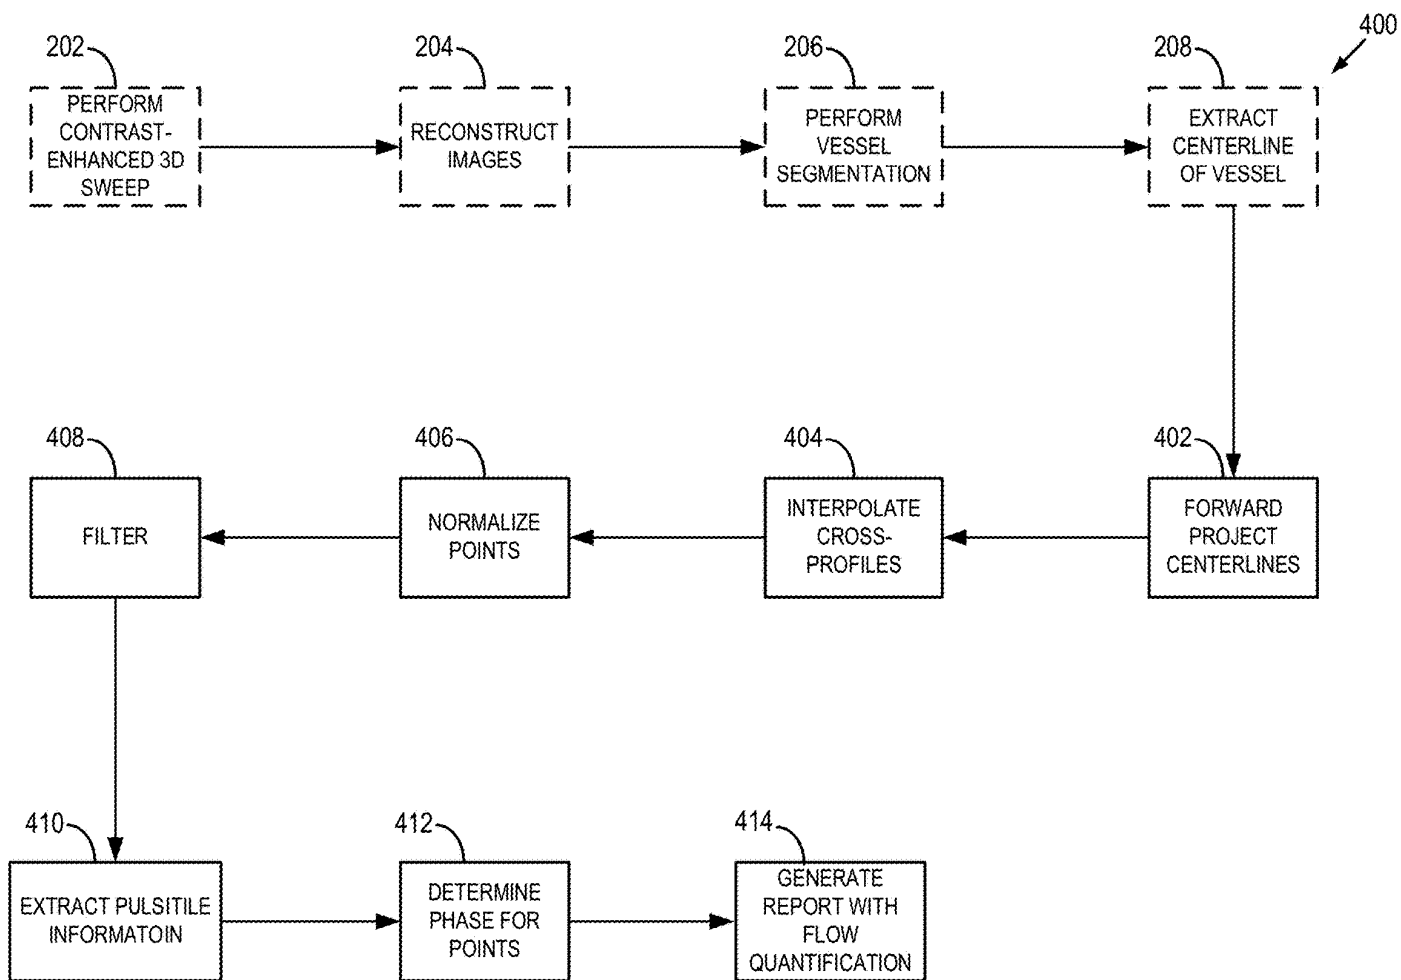 400
202
PERFORM
CONTRAST-
ENHANCED 3D
SWEEP
204
RECONSTRUCT
IMAGES
206
PERFORM
VESSEL
SEGMENTATION
208
EXTRACT
CENTERLINE
OF VESSEL
402
FORWARD
PROJECT
CENTERLINES
404
INTERPOLATE
CROSS-
PROFILES
406
NORMALIZE
POINTS
408
FILTER
410
EXTRACT PULSITILE
INFORMATOIN
412
DETERMINE
PHASE FOR
POINTS
414
GENERATE
REPORT WITH
FLOW
QUANTIFICATION